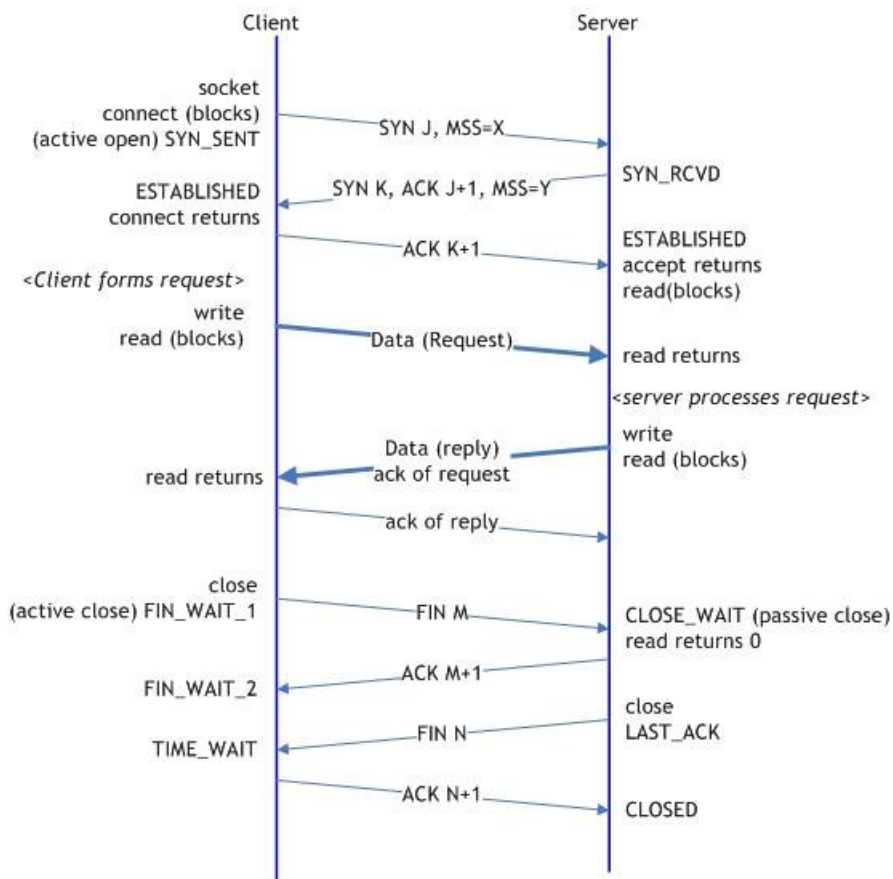 Client
Server
socket
connect (blocks)
(active open) SYN_SENT
SYN J, MSS=X
SYN_RCVD
SYN K, ACK J+1, MSS=Y
ESTABLISHED
connect returns
ACK K+1
ESTABLISHED
accept returns
read(blocks)
<Client forms request>
write
read (blocks)
Data (Request)
read returns
<server processes request>
write
read (blocks)
Data (reply)
ack of request
read returns
ack of reply
close
(active close) FIN_WAIT_1
FIN M
CLOSE_WAIT (passive close)
read returns 0
ACK M+1
FIN_WAIT_2
close
LAST_ACK
FIN N
TIME_WAIT
ACK N+1
CLOSED